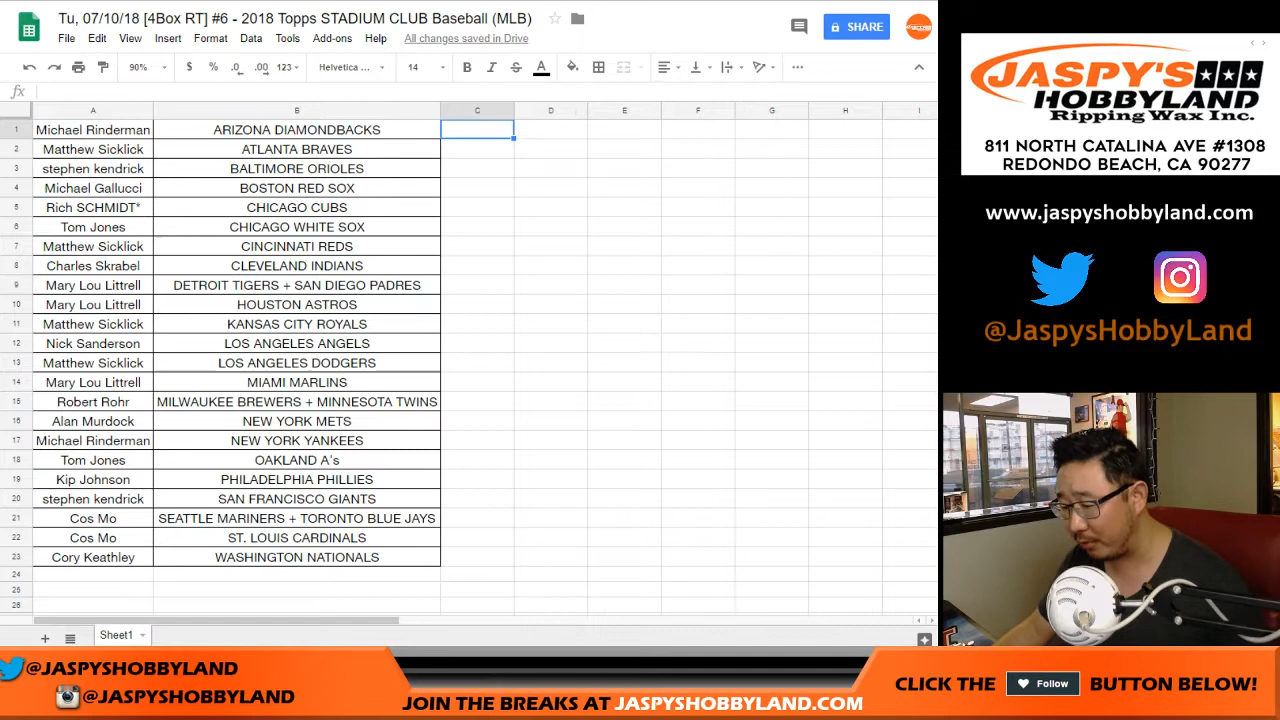 Tu, 07/10/18 [4Box RT] #6 - 2018 Topps STADIUM CLUB Baseball (MLB)
File Edit View Insert Format Data Tools Add-ons Help All changes saved in Drive
SHARE
90% $ % .0 .00 123 Helvetica ... 14 B I S A
fx
A B C D E F G H I
1 Michael Rinderman ARIZONA DIAMONDBACKS
2 Matthew Sicklick ATLANTA BRAVES
3 stephen kendrick BALTIMORE ORIOLES
4 Michael Gallucci BOSTON RED SOX
5 Rich SCHMIDT* CHICAGO CUBS
6 Tom Jones CHICAGO WHITE SOX
7 Matthew Sicklick CINCINNATI REDS
8 Charles Skrabel CLEVELAND INDIANS
9 Mary Lou Littrell DETROIT TIGERS + SAN DIEGO PADRES
10 Mary Lou Littrell HOUSTON ASTROS
11 Matthew Sicklick KANSAS CITY ROYALS
12 Nick Sanderson LOS ANGELES ANGELS
13 Matthew Sicklick LOS ANGELES DODGERS
14 Mary Lou Littrell MIAMI MARLINS
15 Robert Rohr MILWAUKEE BREWERS + MINNESOTA TWINS
16 Alan Murdock NEW YORK METS
17 Michael Rinderman NEW YORK YANKEES
18 Tom Jones OAKLAND A's
19 Kip Johnson PHILADELPHIA PHILLIES
20 stephen kendrick SAN FRANCISCO GIANTS
21 Cos Mo SEATTLE MARINERS + TORONTO BLUE JAYS
22 Cos Mo ST. LOUIS CARDINALS
23 Cory Keathley WASHINGTON NATIONALS
24
25
26
Sheet1
JASPY'S
HOBBYLAND
Ripping Wax Inc.
811 NORTH CATALINA AVE #1308
REDONDO BEACH, CA 90277
www.jaspyshobbyland.com
@JaspysHobbyLand
@JASPYHOBBYLAND
@JASPYSHOBBYLAND
JOIN THE BREAKS AT JASPYSHOBBYLAND.COM
CLICK THE Follow BUTTON BELOW!